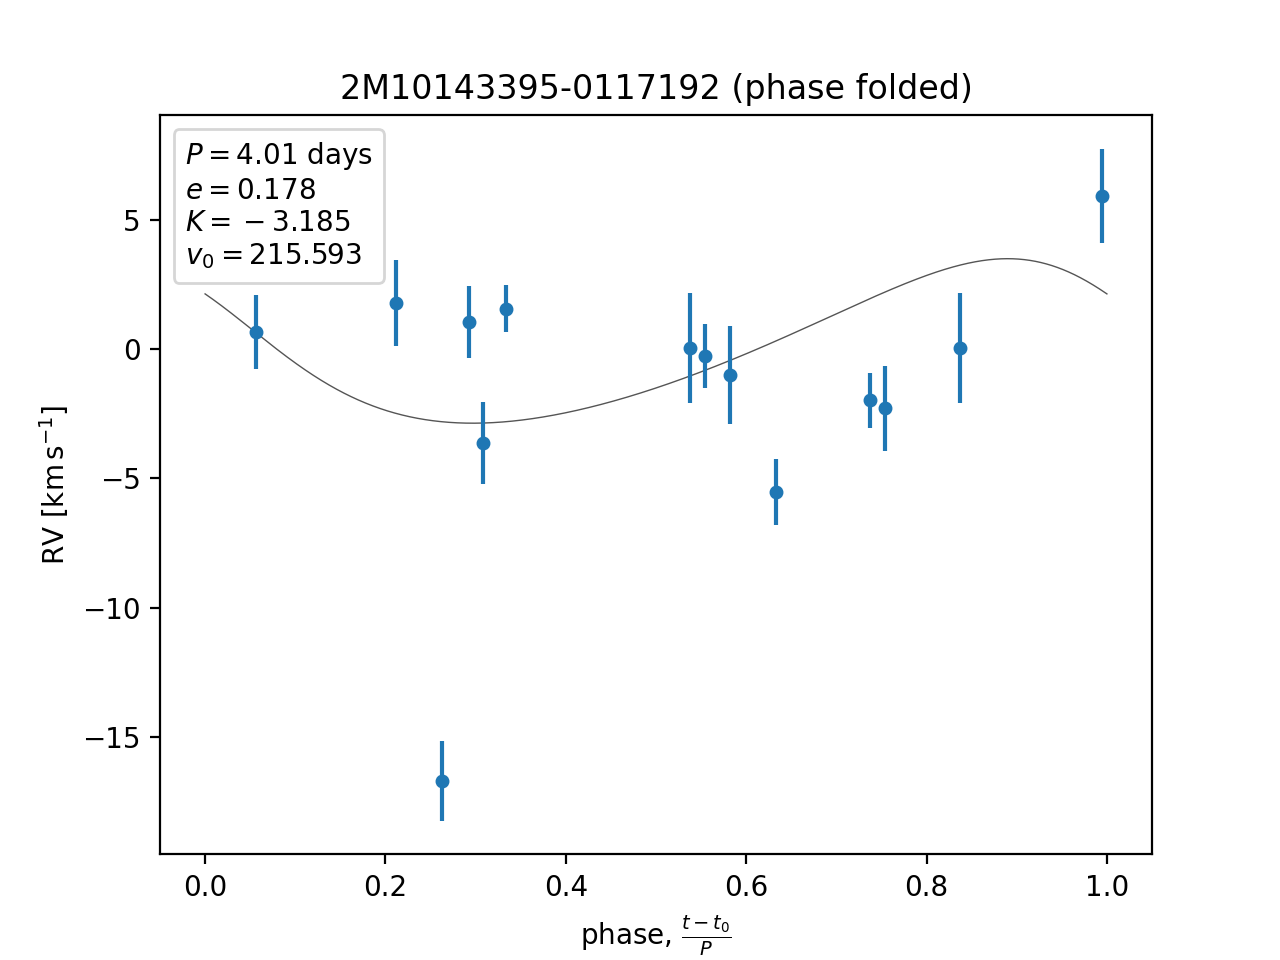 2M10143395-0117192 (phase folded)
P = 4.01 days
e = 0.178
K = −3.185
v₀ = 215.593
5
0
−5
−10
−15
RV [km s⁻¹]
0.0 0.2 0.4 0.6 0.8 1.0
phase, (t − t₀)/P